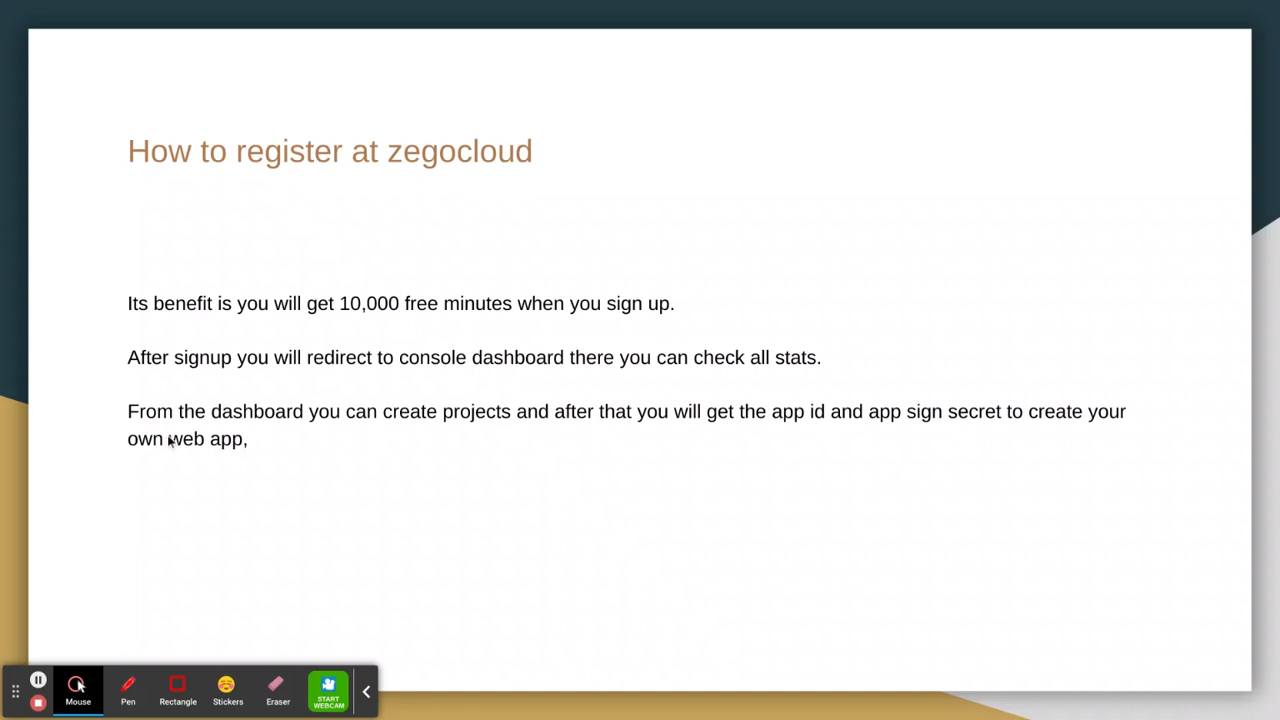 How to register at zegocloud
Its benefit is you will get 10,000 free minutes when you sign up.
After signup you will redirect to console dashboard there you can check all stats.
From the dashboard you can create projects and after that you will get the app id and app sign secret to create your
own web app,
Mouse
Pen
Rectangle
Stickers
Eraser
START
WEBCAM